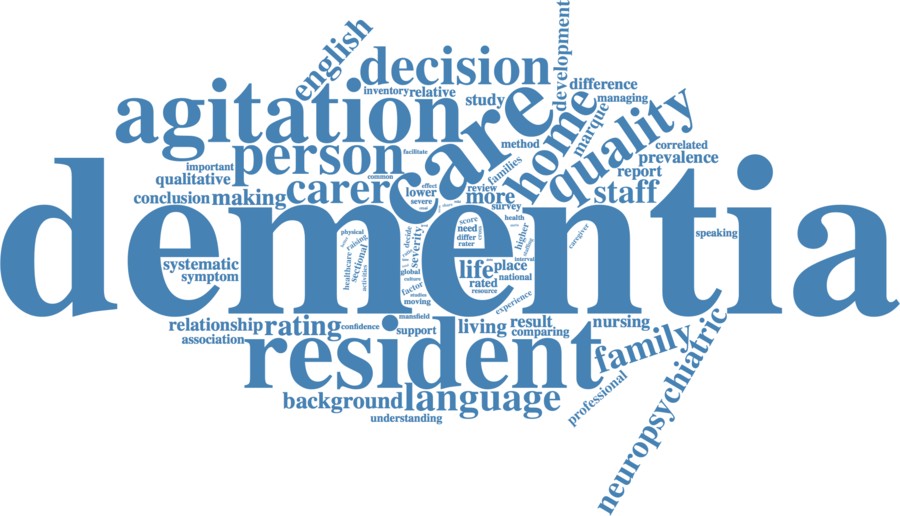 english
development
decision
difference
inventory
relative
study
managing
agitation
care
home
marque
quality
method
correlated
person
facilitate
families
prevalence
important
common
report
qualitative
carer
effect
review
staff
lower
more
conclusion
making
severe
survey
dementia
score
health
need
physical
decide
differ
higher
speaking
rater
caregiver
raising
severity
sectional
healthcare
systematic
life
place
interval
symptom
global
national
activities
culture
rated
factor
resource
studies
moving
experience
mansfield
relationship
rating
confidence
support
living
result
nursing
comparing
association
resident
family
neuropsychiatric
professional
background
language
understanding